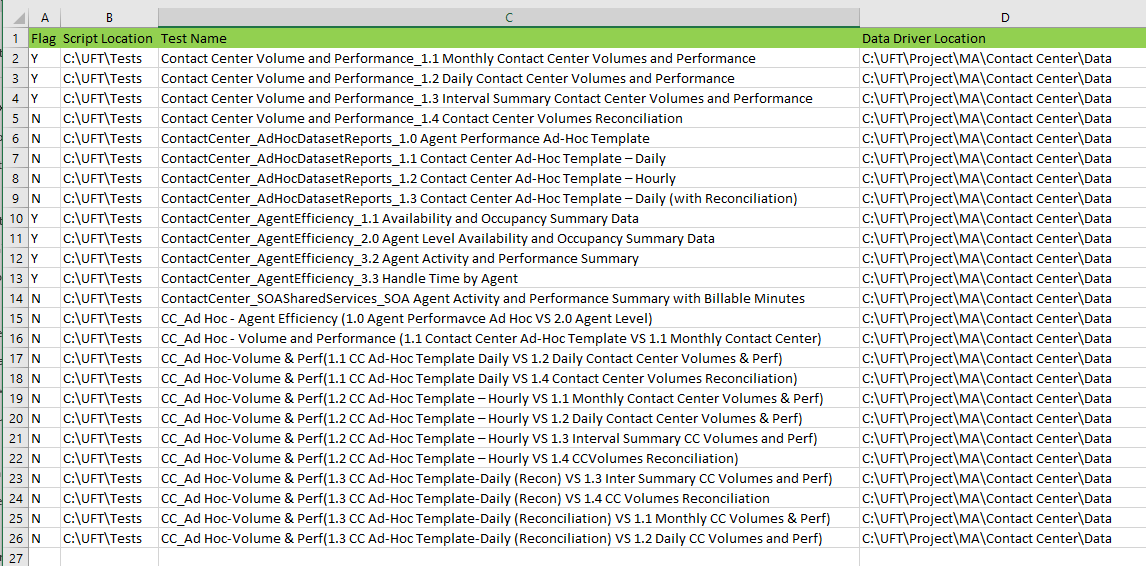 A B C D
1 Flag Script Location Test Name Data Driver Location
2 Y C:\UFT\Tests Contact Center Volume and Performance_1.1 Monthly Contact Center Volumes and Performance C:\UFT\Project\MA\Contact Center\Data
3 Y C:\UFT\Tests Contact Center Volume and Performance_1.2 Daily Contact Center Volumes and Performance C:\UFT\Project\MA\Contact Center\Data
4 Y C:\UFT\Tests Contact Center Volume and Performance_1.3 Interval Summary Contact Center Volumes and Performance C:\UFT\Project\MA\Contact Center\Data
5 N C:\UFT\Tests Contact Center Volume and Performance_1.4 Contact Center Volumes Reconciliation C:\UFT\Project\MA\Contact Center\Data
6 N C:\UFT\Tests ContactCenter_AdHocDatasetReports_1.0 Agent Performance Ad-Hoc Template C:\UFT\Project\MA\Contact Center\Data
7 N C:\UFT\Tests ContactCenter_AdHocDatasetReports_1.1 Contact Center Ad-Hoc Template – Daily C:\UFT\Project\MA\Contact Center\Data
8 N C:\UFT\Tests ContactCenter_AdHocDatasetReports_1.2 Contact Center Ad-Hoc Template – Hourly C:\UFT\Project\MA\Contact Center\Data
9 N C:\UFT\Tests ContactCenter_AdHocDatasetReports_1.3 Contact Center Ad-Hoc Template – Daily (with Reconciliation) C:\UFT\Project\MA\Contact Center\Data
10 Y C:\UFT\Tests ContactCenter_AgentEfficiency_1.1 Availability and Occupancy Summary Data C:\UFT\Project\MA\Contact Center\Data
11 Y C:\UFT\Tests ContactCenter_AgentEfficiency_2.0 Agent Level Availability and Occupancy Summary Data C:\UFT\Project\MA\Contact Center\Data
12 Y C:\UFT\Tests ContactCenter_AgentEfficiency_3.2 Agent Activity and Performance Summary C:\UFT\Project\MA\Contact Center\Data
13 Y C:\UFT\Tests ContactCenter_AgentEfficiency_3.3 Handle Time by Agent C:\UFT\Project\MA\Contact Center\Data
14 N C:\UFT\Tests ContactCenter_SOASharedServices_SOA Agent Activity and Performance Summary with Billable Minutes C:\UFT\Project\MA\Contact Center\Data
15 N C:\UFT\Tests CC_Ad Hoc - Agent Efficiency (1.0 Agent Performavce Ad Hoc VS 2.0 Agent Level) C:\UFT\Project\MA\Contact Center\Data
16 N C:\UFT\Tests CC_Ad Hoc - Volume and Performance (1.1 Contact Center Ad-Hoc Template VS 1.1 Monthly Contact Center) C:\UFT\Project\MA\Contact Center\Data
17 N C:\UFT\Tests CC_Ad Hoc-Volume & Perf(1.1 CC Ad-Hoc Template Daily VS 1.2 Daily Contact Center Volumes & Perf) C:\UFT\Project\MA\Contact Center\Data
18 N C:\UFT\Tests CC_Ad Hoc-Volume & Perf(1.1 CC Ad-Hoc Template Daily VS 1.4 Contact Center Volumes Reconciliation) C:\UFT\Project\MA\Contact Center\Data
19 N C:\UFT\Tests CC_Ad Hoc-Volume & Perf(1.2 CC Ad-Hoc Template – Hourly VS 1.1 Monthly Contact Center Volumes & Perf) C:\UFT\Project\MA\Contact Center\Data
20 N C:\UFT\Tests CC_Ad Hoc-Volume & Perf(1.2 CC Ad-Hoc Template – Hourly VS 1.2 Daily Contact Center Volumes & Perf) C:\UFT\Project\MA\Contact Center\Data
21 N C:\UFT\Tests CC_Ad Hoc-Volume & Perf(1.2 CC Ad-Hoc Template – Hourly VS 1.3 Interval Summary CC Volumes and Perf) C:\UFT\Project\MA\Contact Center\Data
22 N C:\UFT\Tests CC_Ad Hoc-Volume & Perf(1.2 CC Ad-Hoc Template – Hourly VS 1.4 CCVolumes Reconciliation) C:\UFT\Project\MA\Contact Center\Data
23 N C:\UFT\Tests CC_Ad Hoc-Volume & Perf(1.3 CC Ad-Hoc Template-Daily (Recon) VS 1.3 Inter Summary CC Volumes and Perf) C:\UFT\Project\MA\Contact Center\Data
24 N C:\UFT\Tests CC_Ad Hoc-Volume & Perf(1.3 CC Ad-Hoc Template-Daily (Recon) VS 1.4 CC Volumes Reconciliation C:\UFT\Project\MA\Contact Center\Data
25 N C:\UFT\Tests CC_Ad Hoc-Volume & Perf(1.3 CC Ad-Hoc Template-Daily (Reconciliation) VS 1.1 Monthly CC Volumes & Perf) C:\UFT\Project\MA\Contact Center\Data
26 N C:\UFT\Tests CC_Ad Hoc-Volume & Perf(1.3 CC Ad-Hoc Template-Daily (Reconciliation) VS 1.2 Daily CC Volumes and Perf) C:\UFT\Project\MA\Contact Center\Data
27